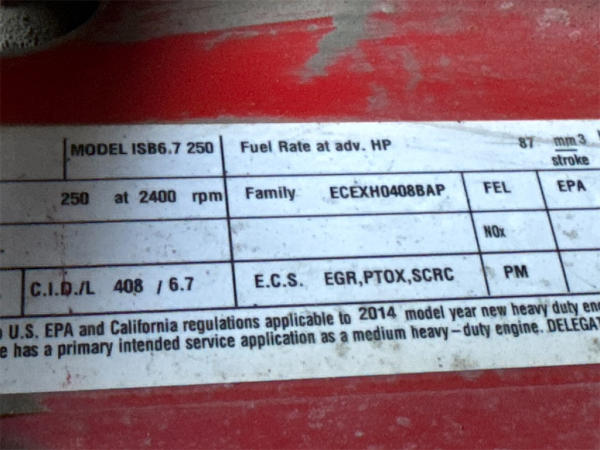 MODEL ISB6.7 250 Fuel Rate at adv. HP 87 mm3
stroke
250 at 2400 rpm Family ECEXH0408BAP FEL EPA
NOx
C.I.D./L 408 / 6.7 E.C.S. EGR,PTOX,SCRC PM
U.S. EPA and California regulations applicable to 2014 model year new heavy duty
has a primary intended service application as a medium heavy-duty engine.